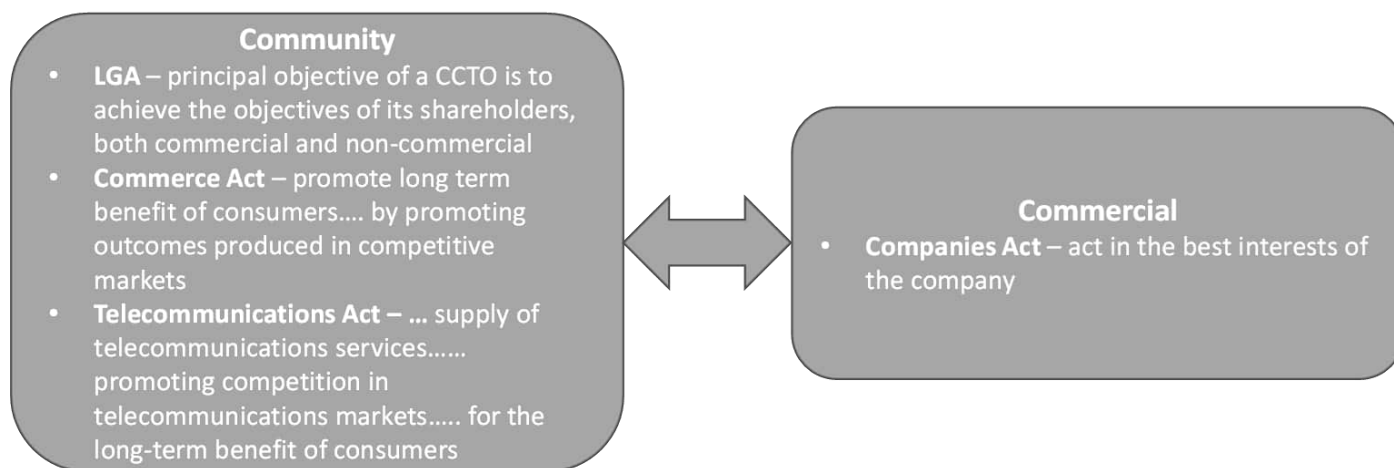 Community
• LGA – principal objective of a CCTO is to
achieve the objectives of its shareholders,
both commercial and non-commercial
• Commerce Act – promote long term
benefit of consumers.... by promoting
outcomes produced in competitive
markets
• Telecommunications Act – ... supply of
telecommunications services......
promoting competition in
telecommunications markets..... for the
long-term benefit of consumers
Commercial
• Companies Act – act in the best interests of
the company